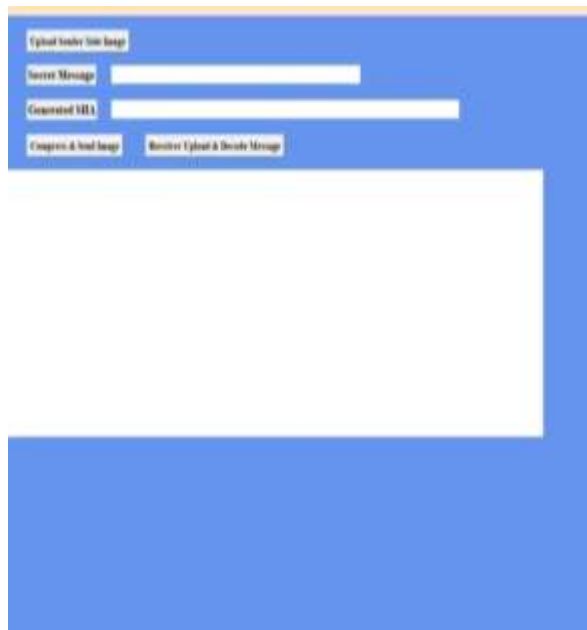 Upload Sender Side Image
Secret Message
Generated SHA
Compress & Send Image
Receiver Upload & Decode Message